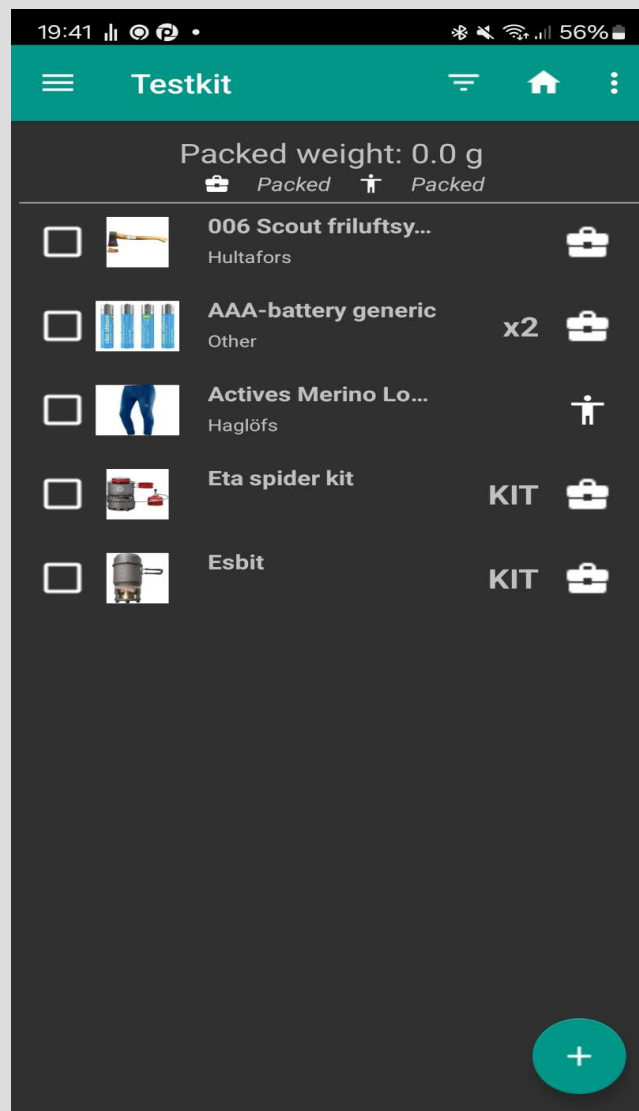 19:41 56%
Testkit
Packed weight: 0.0 g
Packed Packed
006 Scout friluftsy...
Hultafors
AAA-battery generic
Other
x2
Actives Merino Lo...
Haglöfs
Eta spider kit
KIT
Esbit
KIT
+